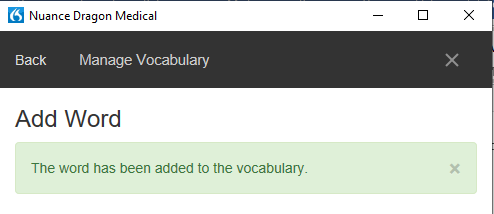 Nuance Dragon Medical
Back Manage Vocabulary
Add Word
The word has been added to the vocabulary.